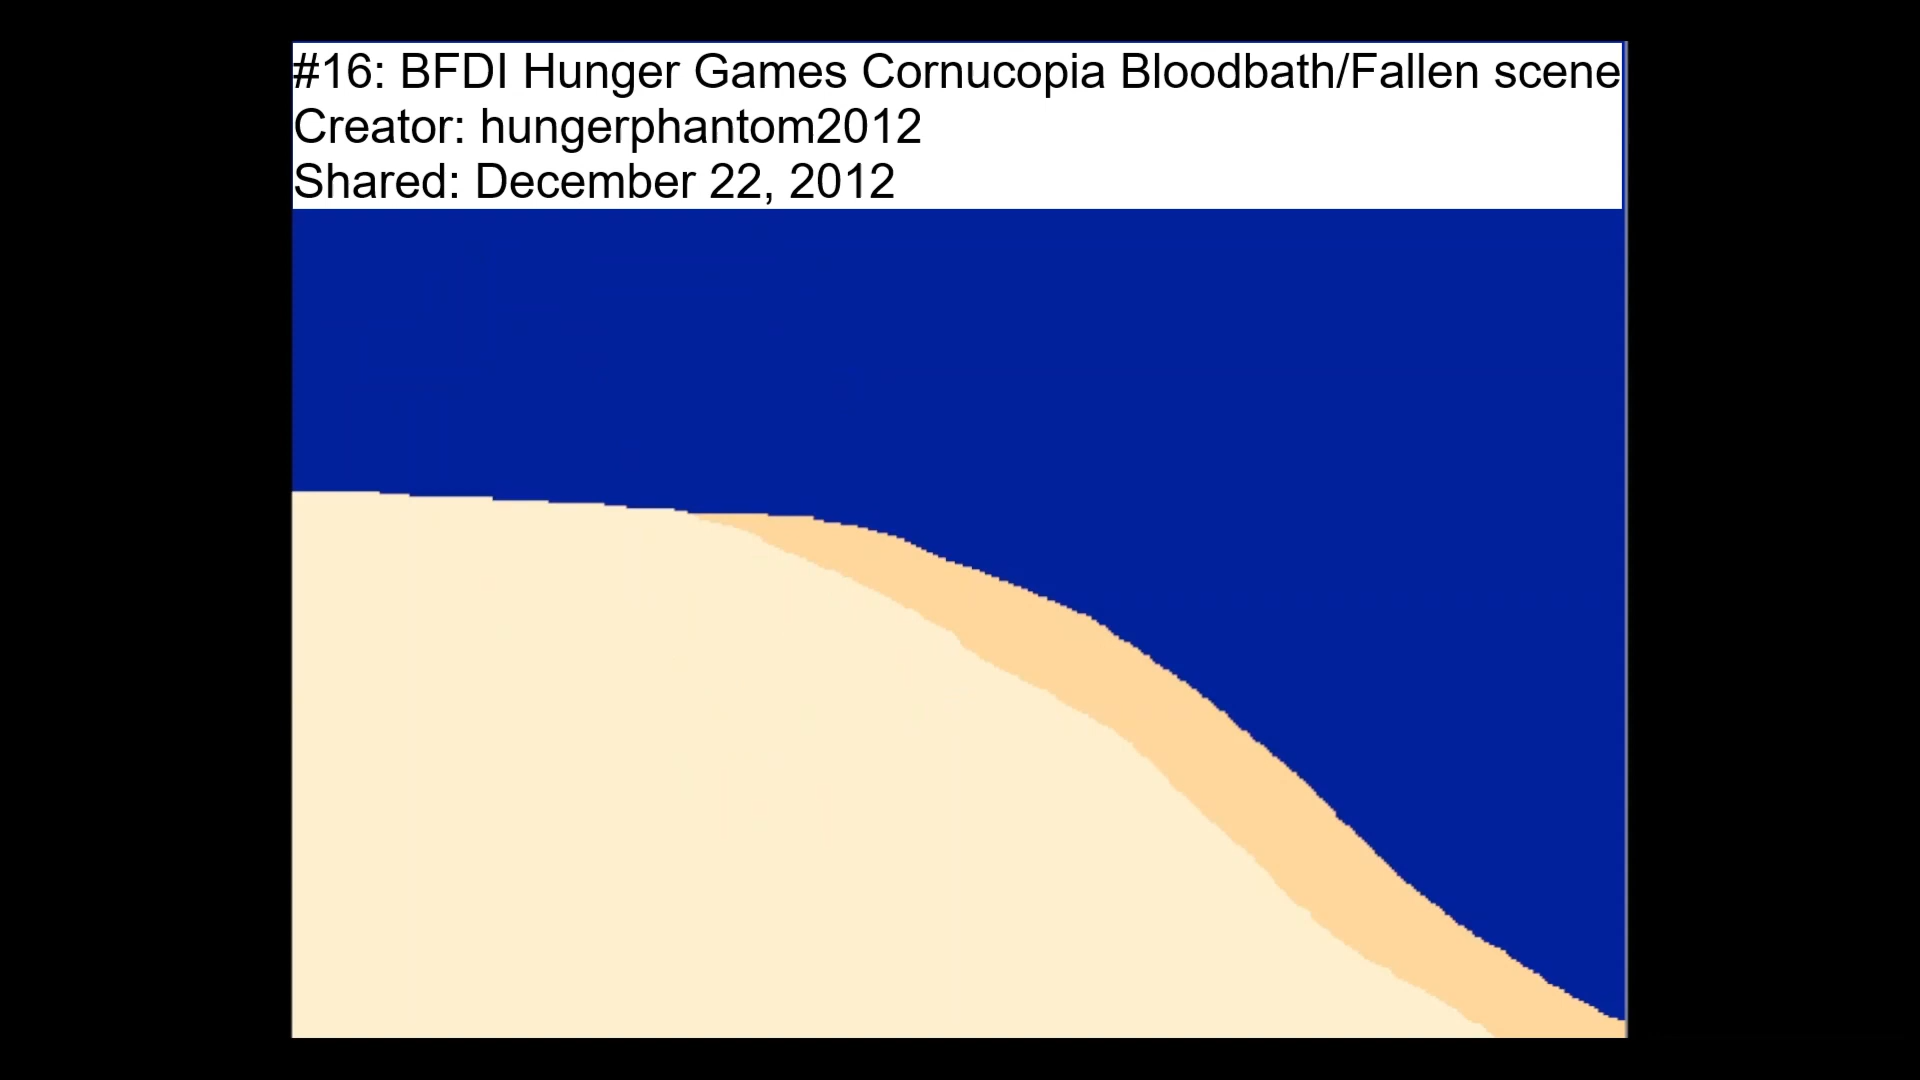 #16: BFDI Hunger Games Cornucopia Bloodbath/Fallen scene
Creator: hungerphantom2012
Shared: December 22, 2012